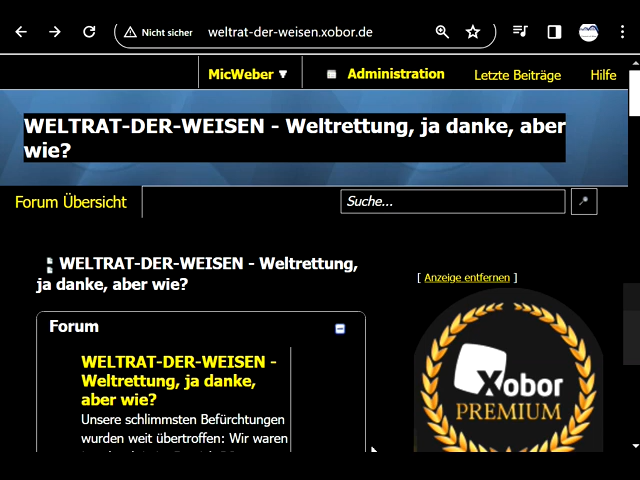 Nicht sicher weltrat-der-weisen.xobor.de
MicWeber Administration Letzte Beiträge Hilfe
WELTRAT-DER-WEISEN - Weltrettung, ja danke, aber
wie?
Forum Übersicht
Suche...
WELTRAT-DER-WEISEN - Weltrettung,
ja danke, aber wie?
[ Anzeige entfernen ]
Forum
WELTRAT-DER-WEISEN -
Weltrettung, ja danke,
aber wie?
Unsere schlimmsten Befürchtungen
wurden weit übertroffen: Wir waren
Xobor
PREMIUM